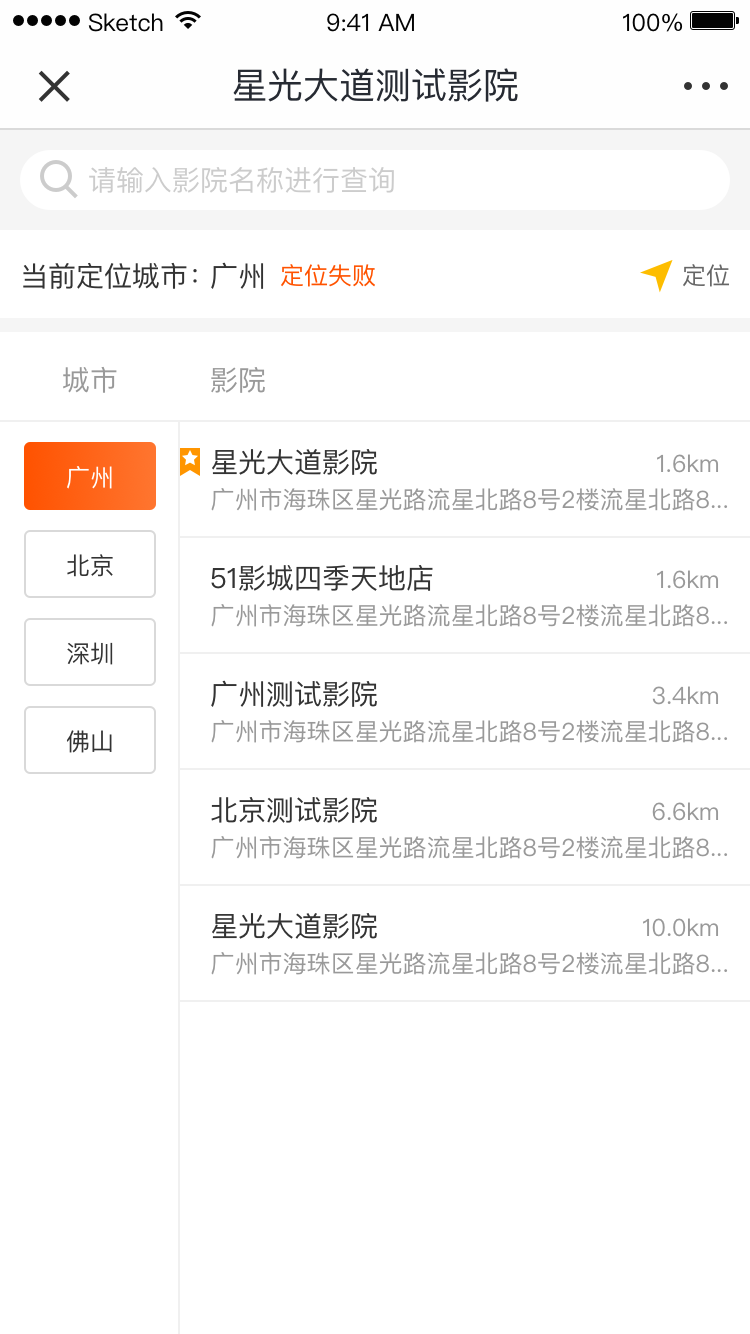 ●●●●● Sketch 9:41 AM 100%
星光大道测试影院
请输入影院名称进行查询
当前定位城市：广州 定位失败 定位
城市 影院
广州
北京
深圳
佛山
星光大道影院 1.6km
广州市海珠区星光路流星北路8号2楼流星北路8...
51影城四季天地店 1.6km
广州市海珠区星光路流星北路8号2楼流星北路8...
广州测试影院 3.4km
广州市海珠区星光路流星北路8号2楼流星北路8...
北京测试影院 6.6km
广州市海珠区星光路流星北路8号2楼流星北路8...
星光大道影院 10.0km
广州市海珠区星光路流星北路8号2楼流星北路8...